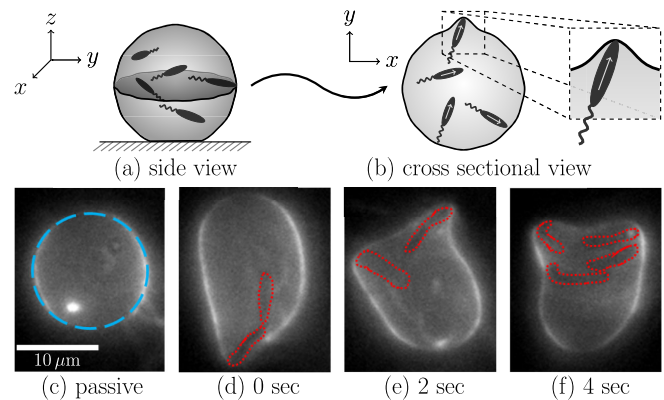 z
y
x
y
x
(a) side view
(b) cross sectional view
10 μm
(c) passive
(d) 0 sec
(e) 2 sec
(f) 4 sec